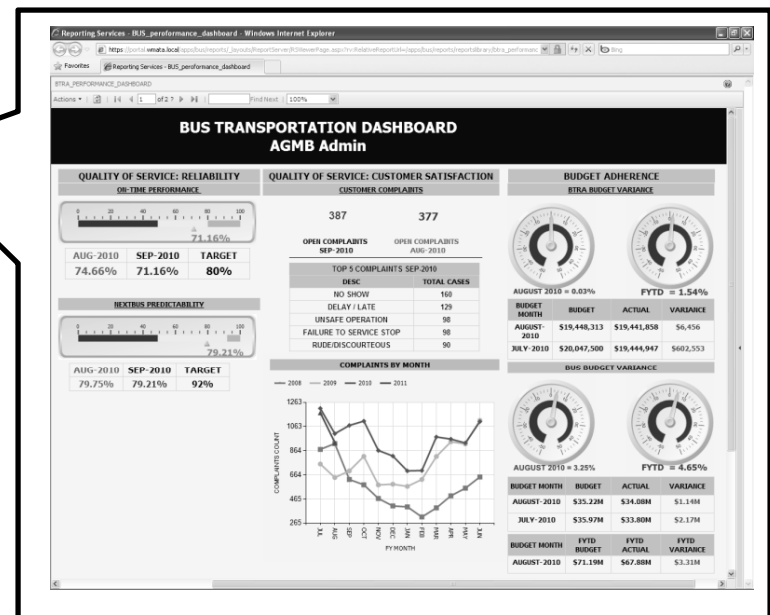 Reporting Services - BUS_peroformance_dashboard - Windows Internet Explorer
Bing
Favorites Reporting Services - BUS_peroformance_dashboard
BTRA_PERFORMANCE_DASHBOARD
Actions 1 of 2 ? Find Next 100%
BUS TRANSPORTATION DASHBOARD
AGMB Admin
QUALITY OF SERVICE: RELIABILITY
ON-TIME PERFORMANCE
0 20 40 60 80 100
71.16%
AUG-2010 SEP-2010 TARGET
74.66% 71.16% 80%
NEXTBUS PREDICTABILITY
0 20 40 60 80 100
79.21%
AUG-2010 SEP-2010 TARGET
79.75% 79.21% 92%
QUALITY OF SERVICE: CUSTOMER SATISFACTION
CUSTOMER COMPLAINTS
387 377
OPEN COMPLAINTS OPEN COMPLAINTS
SEP-2010 AUG-2010
TOP 5 COMPLAINTS SEP-2010
DESC TOTAL CASES
NO SHOW 160
DELAY / LATE 129
UNSAFE OPERATION 98
FAILURE TO SERVICE STOP 98
RUDE/DISCOURTEOUS 90
COMPLAINTS BY MONTH
2008 2009 2010 2011
1263
1063
864
664
465
265
COMPLAINTS COUNT
JUL AUG SEP OCT NOV DEC JAN FEB MAR APR MAY JUN
FY MONTH
BUDGET ADHERENCE
BTRA BUDGET VARIANCE
AUGUST 2010 = 0.03% FYTD = 1.54%
BUDGET MONTH BUDGET ACTUAL VARIANCE
AUGUST-2010 $19,448,313 $19,441,858 $6,456
JULY-2010 $20,047,500 $19,444,947 $602,553
BUS BUDGET VARIANCE
AUGUST 2010 = 3.25% FYTD = 4.65%
BUDGET MONTH BUDGET ACTUAL VARIANCE
AUGUST-2010 $35.22M $34.08M $1.14M
JULY-2010 $35.97M $33.80M $2.17M
BUDGET MONTH FYTD BUDGET FYTD ACTUAL FYTD VARIANCE
AUGUST-2010 $71.19M $67.88M $3.31M